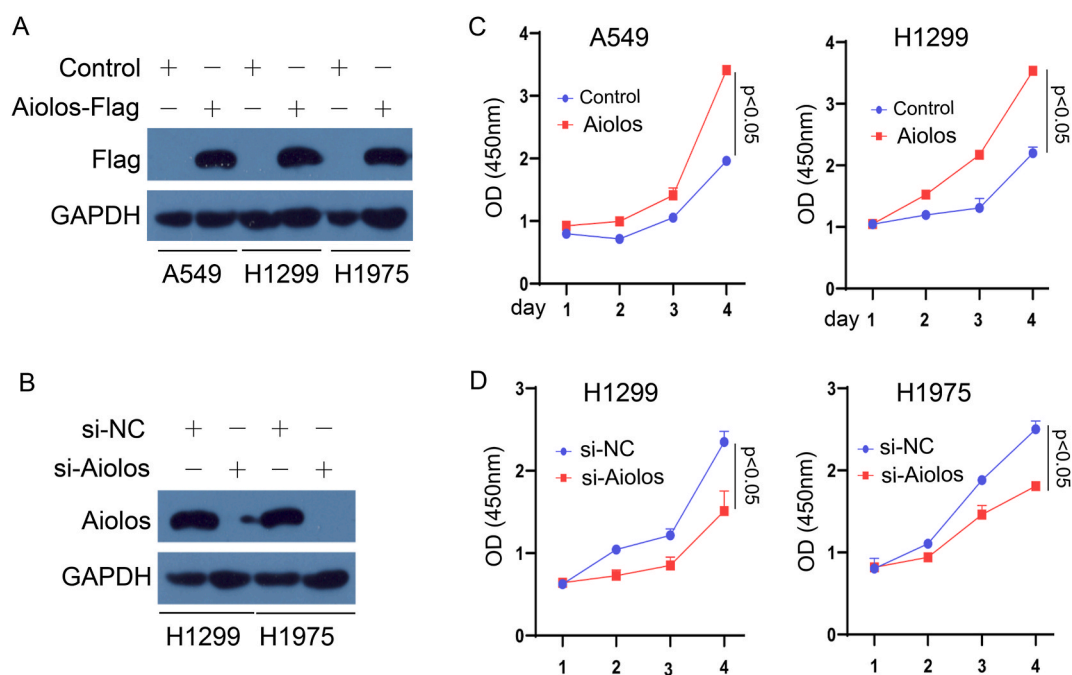 A
Control + − + − + −
Aiolos-Flag − + − + − +
Flag
GAPDH
A549 H1299 H1975
B
si-NC + − + −
si-Aiolos − + − +
Aiolos
GAPDH
H1299 H1975
C
A549
OD (450nm)
4
3
2
1
0
Control
Aiolos
p<0.05
day 1 2 3 4
H1299
OD (450nm)
4
3
2
1
0
Control
Aiolos
p<0.05
day 1 2 3 4
D
H1299
OD (450nm)
3
2
1
0
si-NC
si-Aiolos
p<0.05
1 2 3 4
H1975
OD (450nm)
3
2
1
0
si-NC
si-Aiolos
p<0.05
1 2 3 4